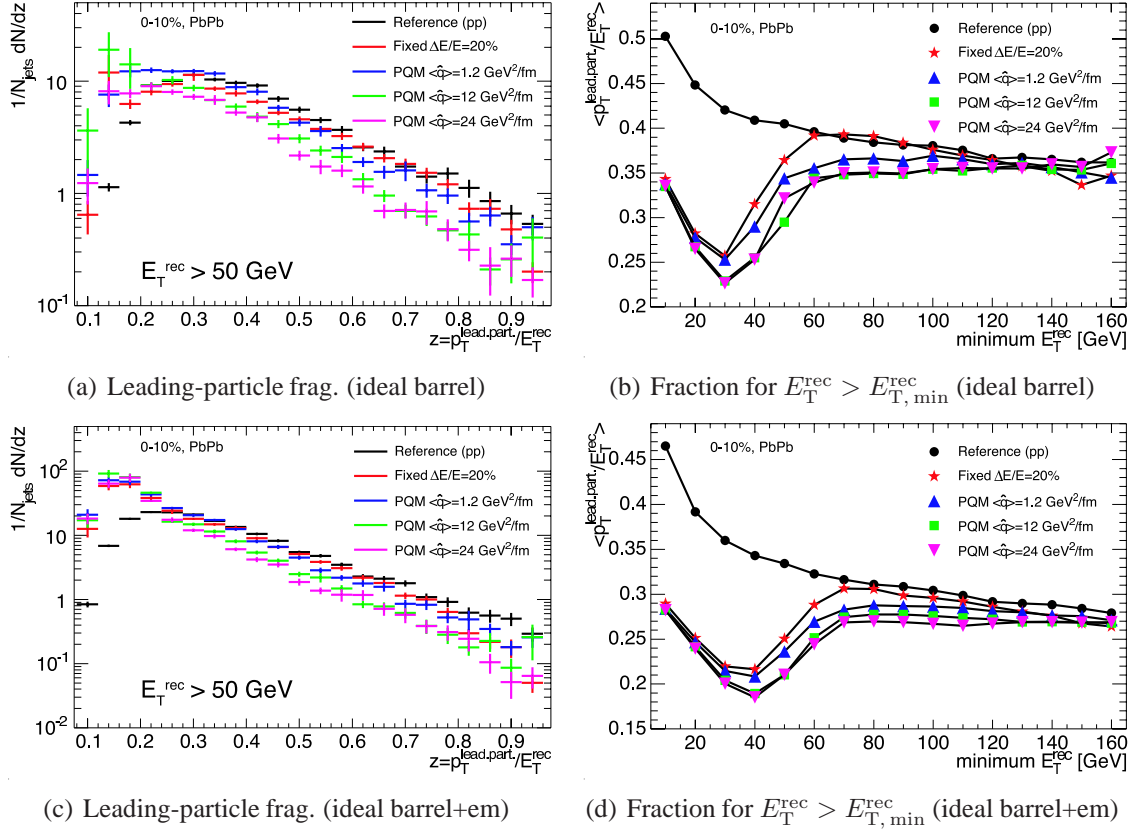 1/N_jets dN/dz
0-10%, PbPb
Reference (pp)
Fixed ΔE/E=20%
PQM <q̂>=1.2 GeV²/fm
PQM <q̂>=12 GeV²/fm
PQM <q̂>=24 GeV²/fm
10
1
10⁻¹
E_T^rec > 50 GeV
0.1 0.2 0.3 0.4 0.5 0.6 0.7 0.8 0.9
z=p_T^lead.part./E_T^rec
(a) Leading-particle frag. (ideal barrel)
<p_T^lead.part./E_T^rec>
0-10%, PbPb
Reference (pp)
Fixed ΔE/E=20%
PQM <q̂>=1.2 GeV²/fm
PQM <q̂>=12 GeV²/fm
PQM <q̂>=24 GeV²/fm
0.5
0.45
0.4
0.35
0.3
0.25
0.2
20 40 60 80 100 120 140 160
minimum E_T^rec [GeV]
(b) Fraction for E_T^rec > E_T, min^rec (ideal barrel)
1/N_jets dN/dz
0-10%, PbPb
Reference (pp)
Fixed ΔE/E=20%
PQM <q̂>=1.2 GeV²/fm
PQM <q̂>=12 GeV²/fm
PQM <q̂>=24 GeV²/fm
10²
10
1
10⁻¹
10⁻²
E_T^rec > 50 GeV
0.1 0.2 0.3 0.4 0.5 0.6 0.7 0.8 0.9
z=p_T^lead.part./E_T^rec
(c) Leading-particle frag. (ideal barrel+em)
<p_T^lead.part./E_T^rec>
0-10%, PbPb
Reference (pp)
Fixed ΔE/E=20%
PQM <q̂>=1.2 GeV²/fm
PQM <q̂>=12 GeV²/fm
PQM <q̂>=24 GeV²/fm
0.45
0.4
0.35
0.3
0.25
0.2
0.15
20 40 60 80 100 120 140 160
minimum E_T^rec [GeV]
(d) Fraction for E_T^rec > E_T, min^rec (ideal barrel+em)